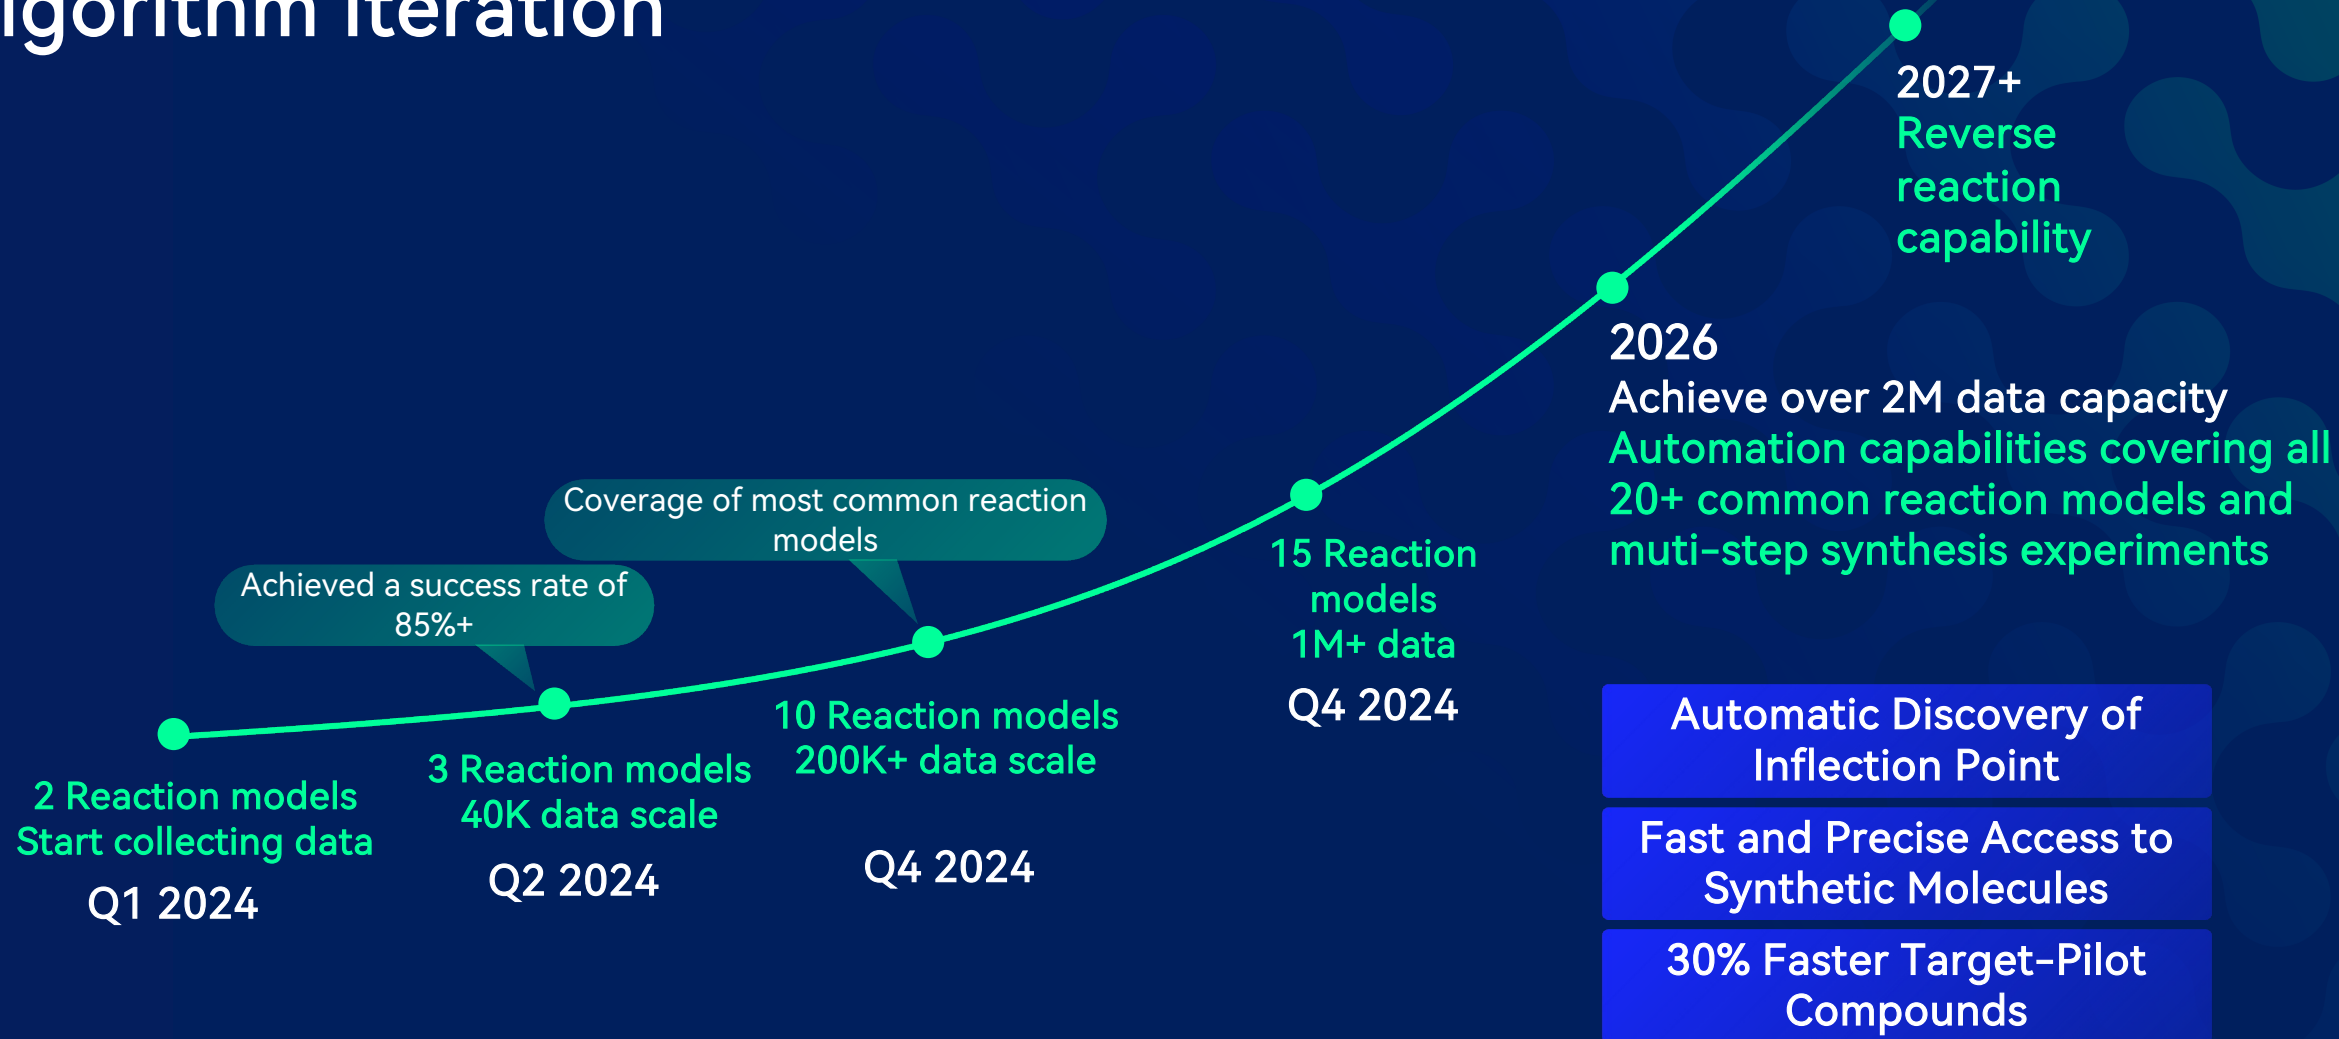 lgorithm Iteration
2027+
Reverse
reaction
capability
2026
Achieve over 2M data capacity
Automation capabilities covering all
20+ common reaction models and
muti-step synthesis experiments
Coverage of most common reaction
models
Achieved a success rate of
85%+
15 Reaction
models
1M+ data
Q4 2024
10 Reaction models
200K+ data scale
Q4 2024
3 Reaction models
40K data scale
Q2 2024
2 Reaction models
Start collecting data
Q1 2024
Automatic Discovery of
Inflection Point
Fast and Precise Access to
Synthetic Molecules
30% Faster Target-Pilot
Compounds